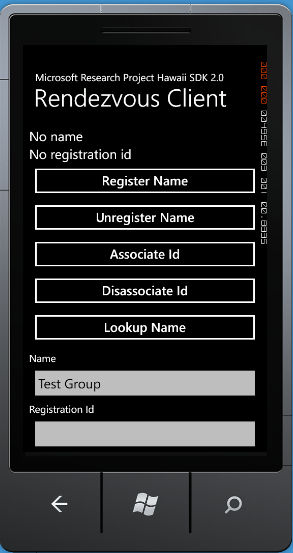 Microsoft Research Project Hawaii SDK 2.0
Rendezvous Client
No name
No registration id
Register Name
Unregister Name
Associate Id
Disassociate Id
Lookup Name
Name
Test Group
Registration Id